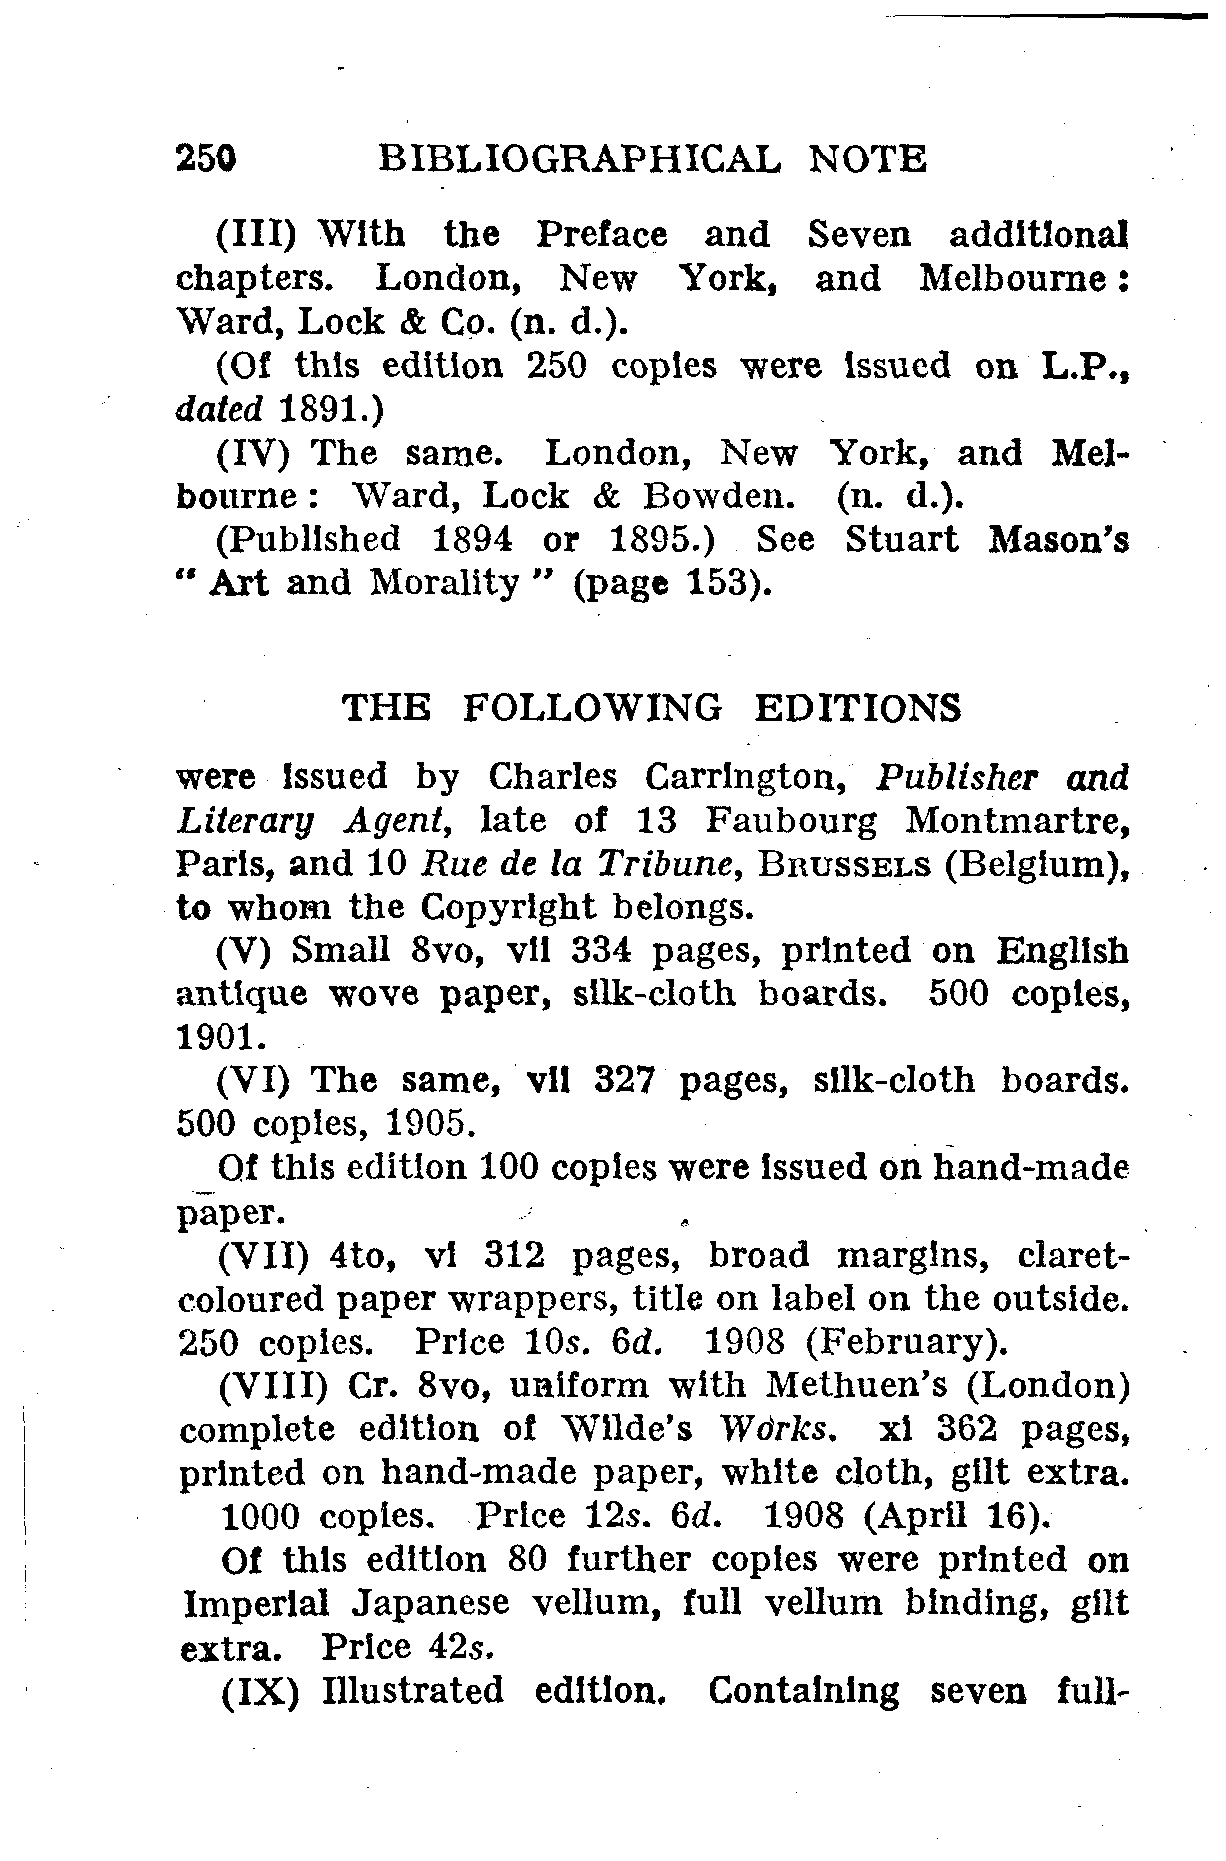 250 BIBLIOGRAPHICAL NOTE
(III) With the Preface and Seven additional
chapters. London, New York, and Melbourne :
Ward, Lock & Co. (n. d.).
(Of this edition 250 copies were issued on L.P.,
dated 1891.)
(IV) The same. London, New York, and Mel-
bourne : Ward, Lock & Bowden. (n. d.).
(Published 1894 or 1895.) See Stuart Mason's
“ Art and Morality ” (page 153).
THE FOLLOWING EDITIONS
were issued by Charles Carrington, Publisher and
Literary Agent, late of 13 Faubourg Montmartre,
Paris, and 10 Rue de la Tribune, BRUSSELS (Belgium),
to whom the Copyright belongs.
(V) Small 8vo, vii 334 pages, printed on English
antique wove paper, silk-cloth boards. 500 copies,
1901.
(VI) The same, vii 327 pages, silk-cloth boards.
500 copies, 1905.
Of this edition 100 copies were issued on hand-made
paper.
(VII) 4to, vi 312 pages, broad margins, claret-
coloured paper wrappers, title on label on the outside.
250 copies. Price 10s. 6d. 1908 (February).
(VIII) Cr. 8vo, uniform with Methuen's (London)
complete edition of Wilde's Works. xi 362 pages,
printed on hand-made paper, white cloth, gilt extra.
1000 copies. Price 12s. 6d. 1908 (April 16).
Of this edition 80 further copies were printed on
Imperial Japanese vellum, full vellum binding, gilt
extra. Price 42s.
(IX) Illustrated edition. Containing seven full-